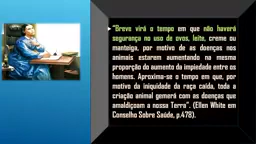 "Breve virá o tempo em que não haverá
segurança no uso de ovos, leite, creme ou
manteiga, por motivo de as doenças nos
animais estarem aumentando na mesma
proporção do aumento da impiedade entre os
homens. Aproxima-se o tempo em que, por
motivo da iniquidade da raça caída, toda a
criação animal gemerá com as doenças que
amaldiçoam a nossa Terra". (Ellen White em
Conselho Sobre Saúde, p.478).